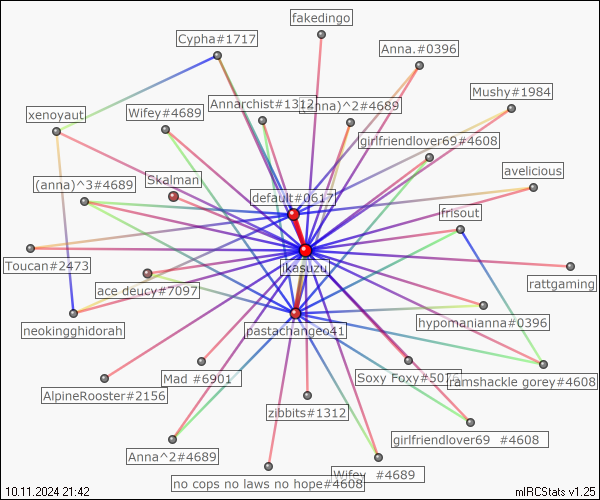 fakedingo
Cypha#1717
Anna.#0396
Mushy#1984
Annarchist#1312
(anna)^2#4689
xenoyaut
Wifey#4689
girlfriendlover69#4608
avelicious
Skalman
(anna)^3#4689
default#0617
frisout
Toucan#2473
jkasuzu
rattgaming
ace deucy#7097
neokingghidorah
pastachangeo41
hypomanianna#0396
Mad #6901
Soxy Foxy#5076
ramshackle gorey#4608
AlpineRooster#2156
zibbits#1312
girlfriendlover69 #4608
Anna^2#4689
Wifey #4689
no cops no laws no hope#4608
10.11.2024 21:42
mIRCStats v1.25